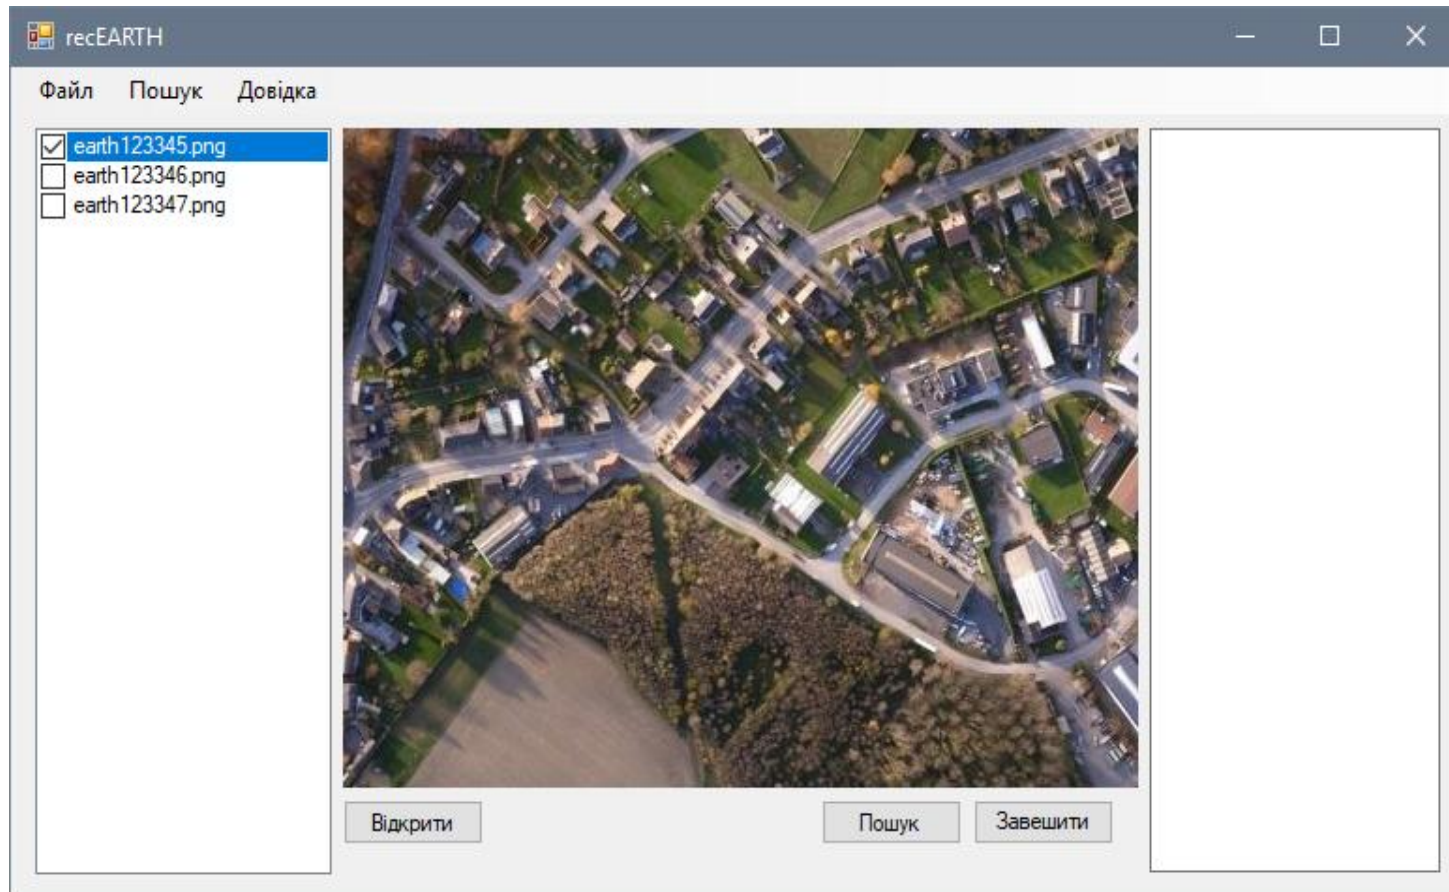 recEARTH
Файл Пошук Довідка
earth123345.png
earth123346.png
earth123347.png
Відкрити Пошук Завешити